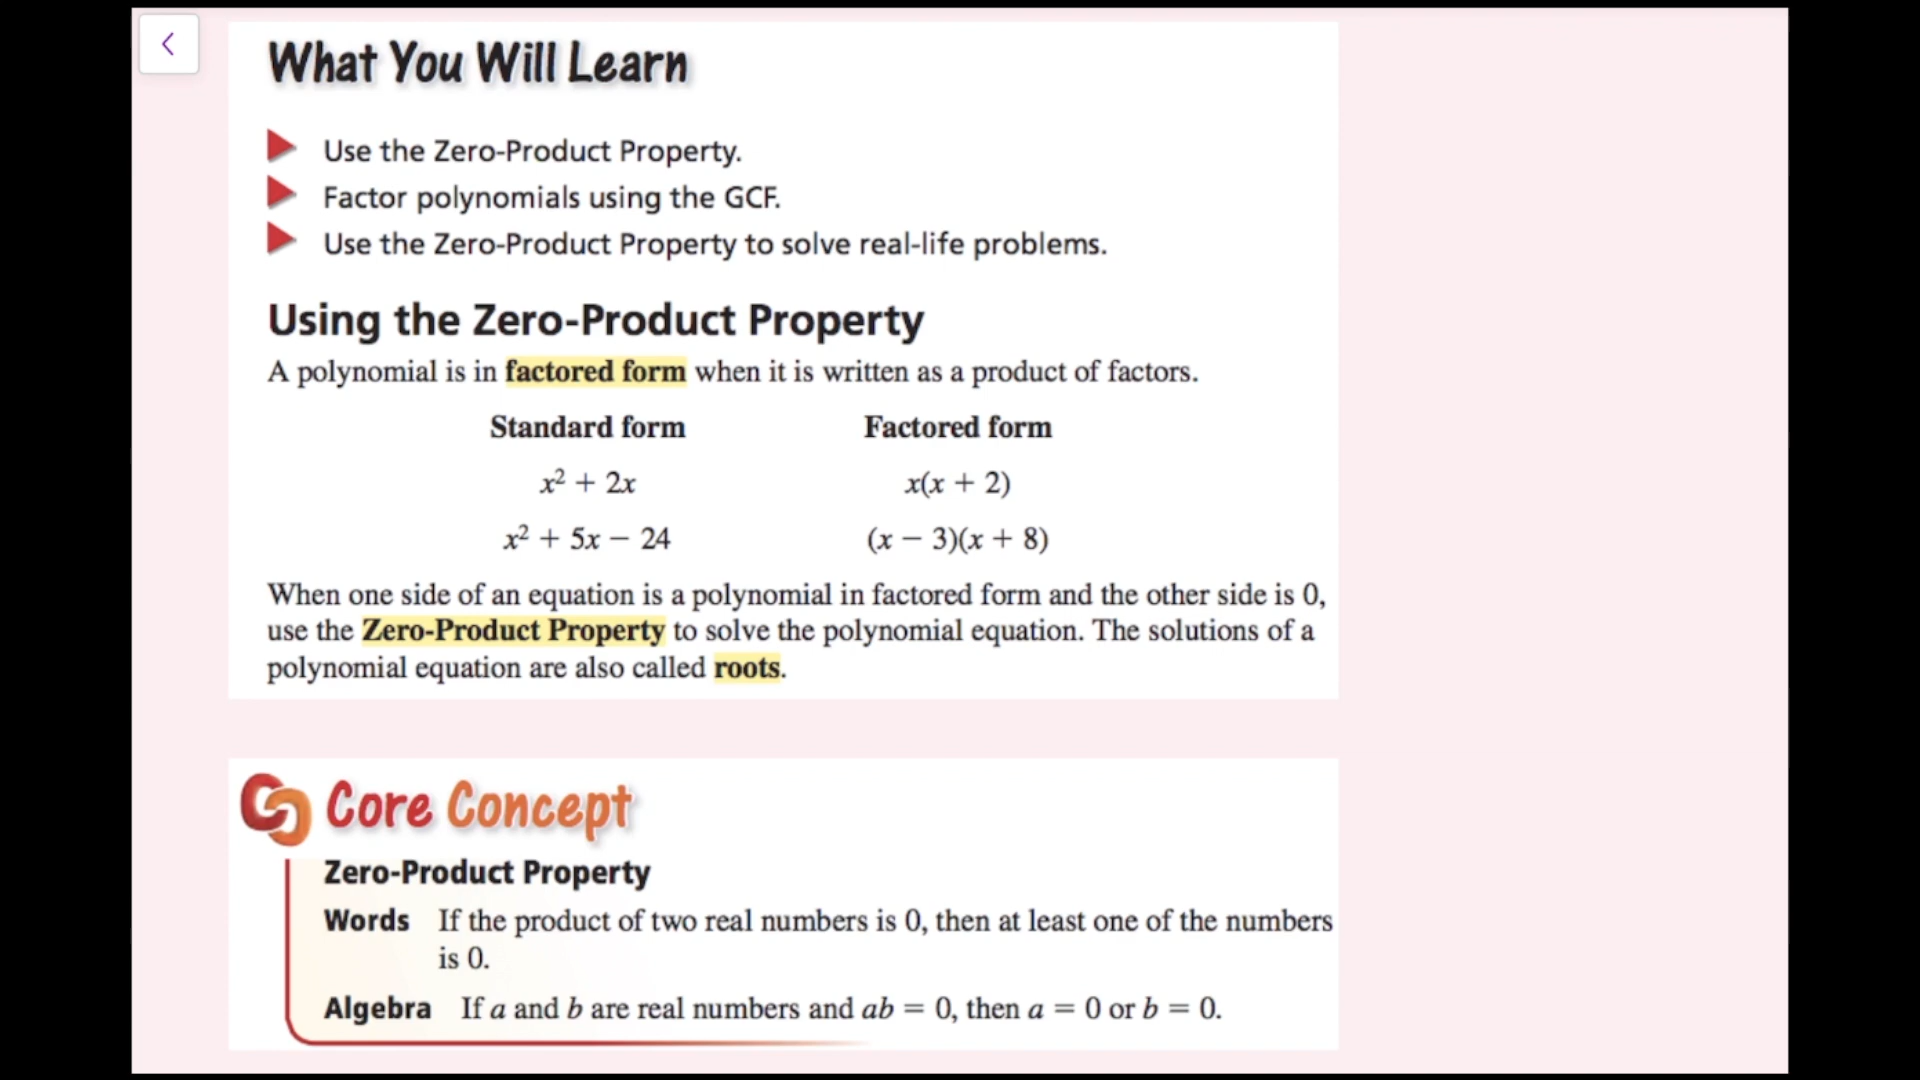 What You Will Learn
Use the Zero-Product Property.
Factor polynomials using the GCF.
Use the Zero-Product Property to solve real-life problems.
Using the Zero-Product Property
A polynomial is in factored form when it is written as a product of factors.
Standard form Factored form
x² + 2x x(x + 2)
x² + 5x − 24 (x − 3)(x + 8)
When one side of an equation is a polynomial in factored form and the other side is 0,
use the Zero-Product Property to solve the polynomial equation. The solutions of a
polynomial equation are also called roots.
Core Concept
Zero-Product Property
Words If the product of two real numbers is 0, then at least one of the numbers
is 0.
Algebra If a and b are real numbers and ab = 0, then a = 0 or b = 0.